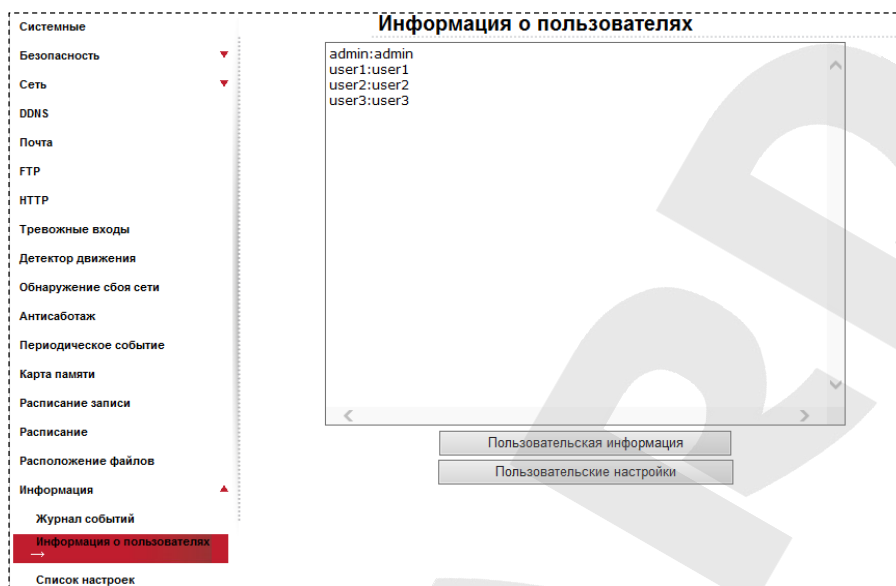 Информация о пользователях
Системные
Безопасность
Сеть
DDNS
Почта
FTP
HTTP
Тревожные входы
Детектор движения
Обнаружение сбоя сети
Антисаботаж
Периодическое событие
Карта памяти
Расписание записи
Расписание
Расположение файлов
Информация
Журнал событий
Информация о пользователях
Список настроек
admin:admin
user1:user1
user2:user2
user3:user3
Пользовательская информация
Пользовательские настройки